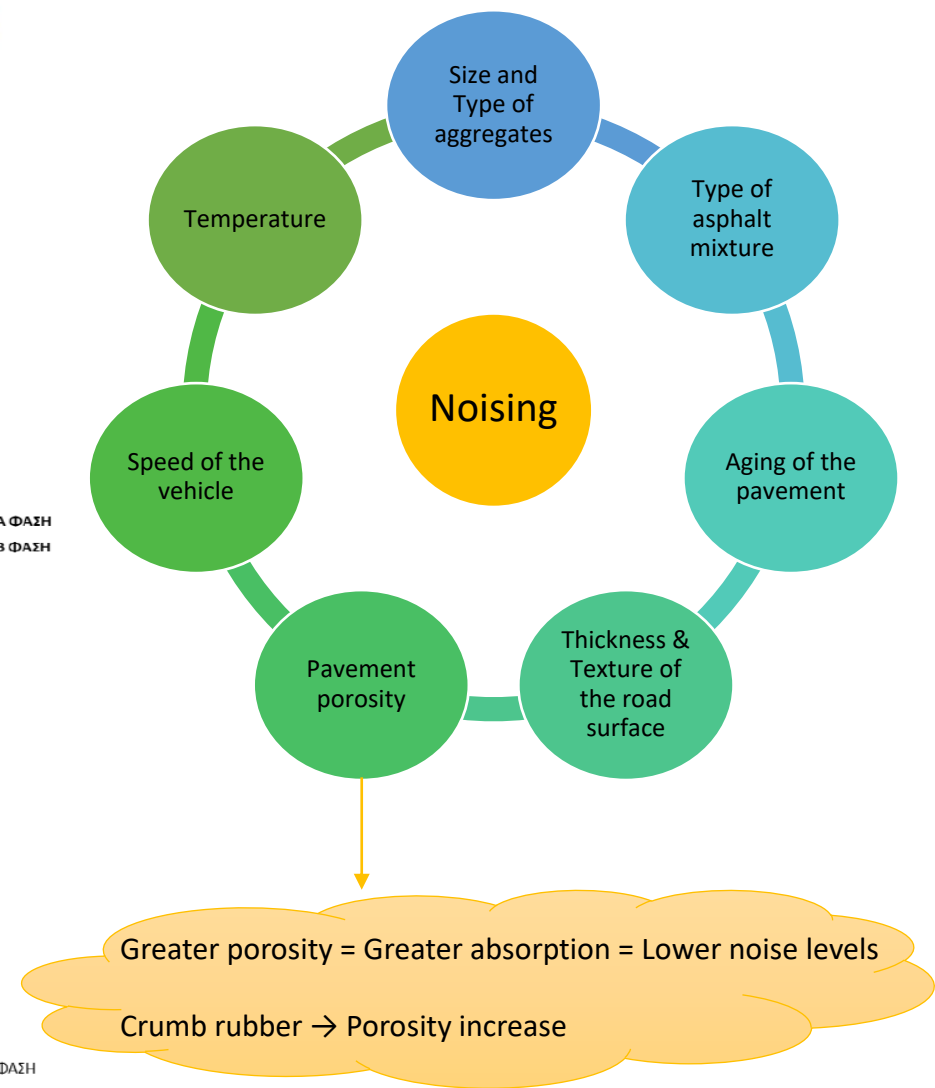 Size and
Type of
aggregates
Type of
asphalt
mixture
Temperature
Noising
Speed of the
vehicle
Aging of the
pavement
Α ΦΑΣΗ
Β ΦΑΣΗ
Pavement
porosity
Thickness &
Texture of
the road
surface
Greater porosity = Greater absorption = Lower noise levels
Crumb rubber → Porosity increase
ΦΑΣΗ